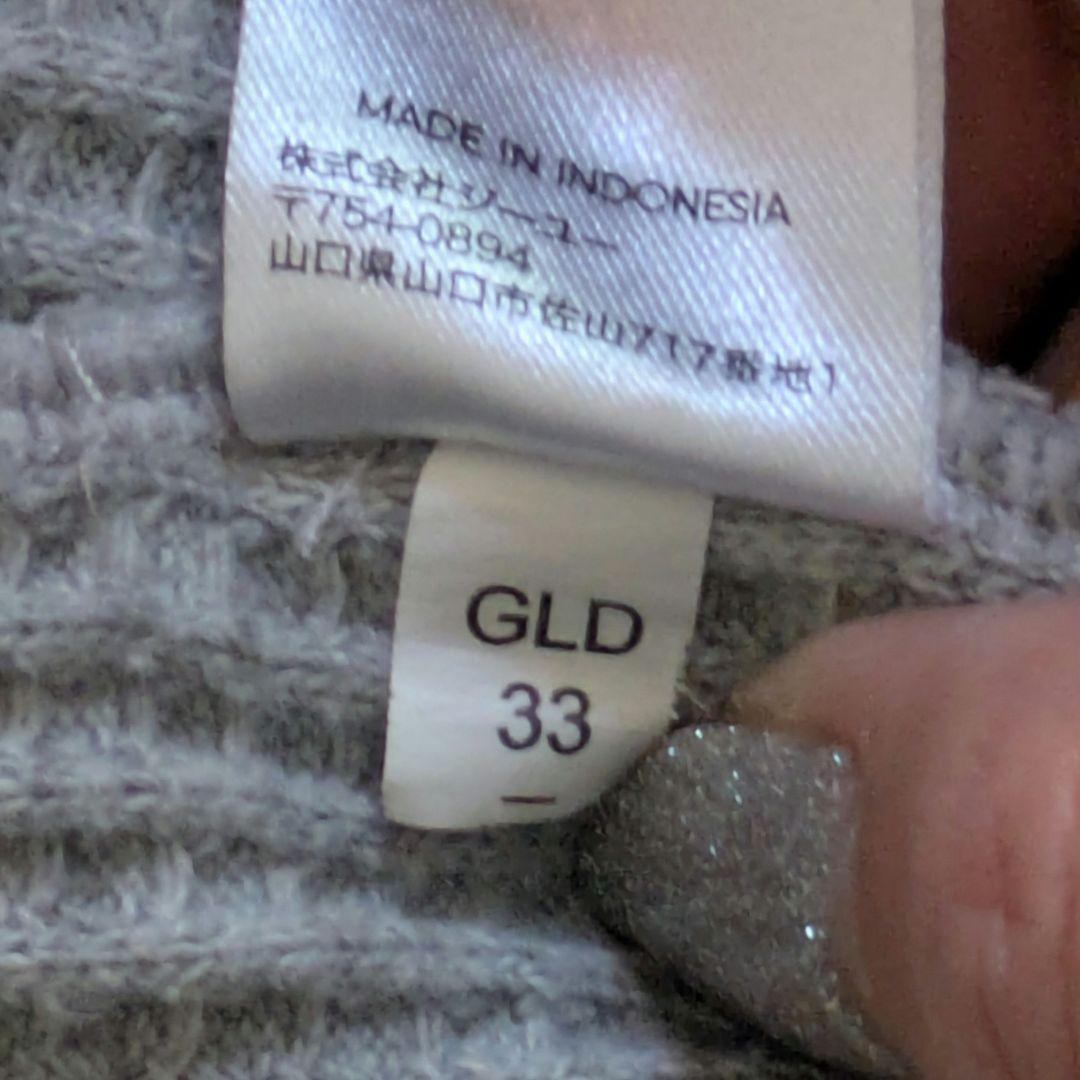 MADE IN INDONESIA
株式会社ジーユー
〒754-0894
山口県山口市佐山717番地1
GLD
33
–